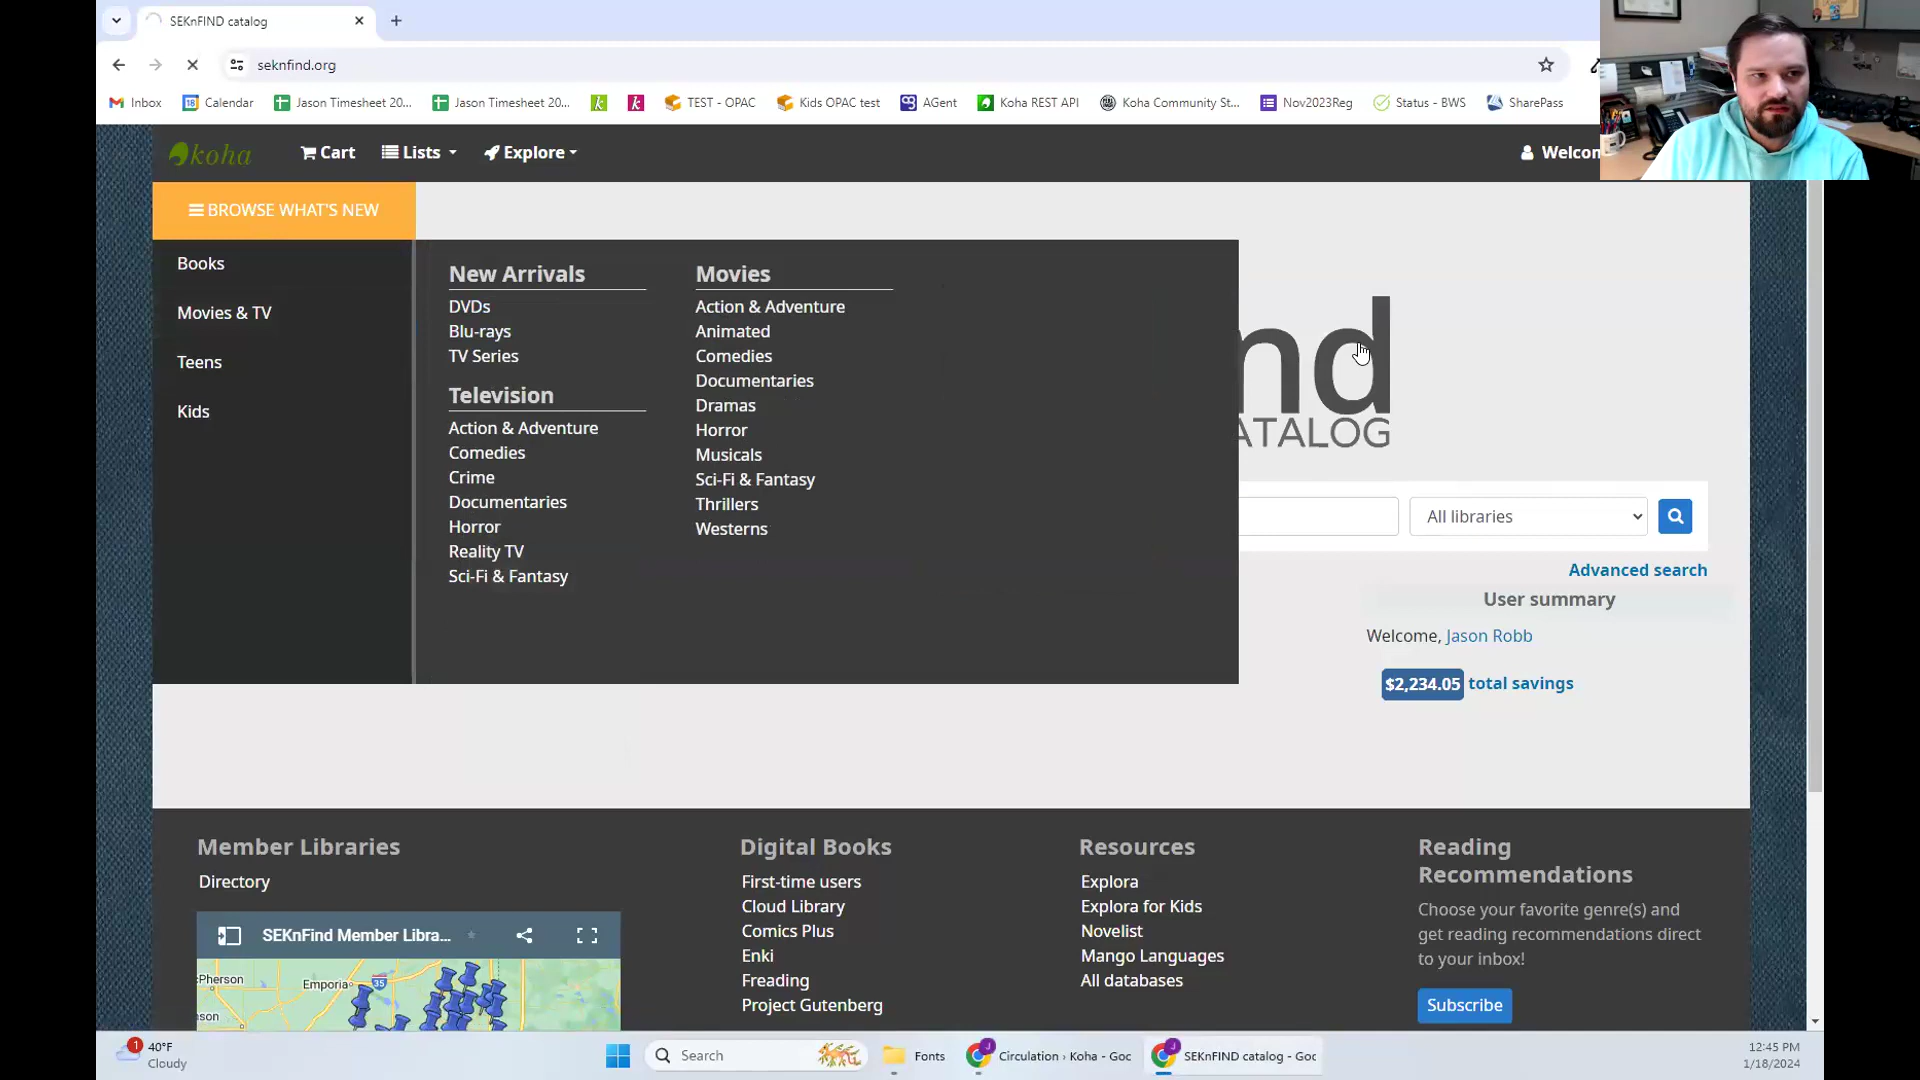 SEKnFIND catalog
seknfind.org
Inbox
Calendar
Jason Timesheet 20...
Jason Timesheet 20...
TEST - OPAC
Kids OPAC test
AGent
Koha REST API
Koha Community St...
Nov2023Reg
Status - BWS
SharePass
koha
Cart
Lists
Explore
Welcom
BROWSE WHAT'S NEW
Books
Movies & TV
Teens
Kids
New Arrivals
DVDs
Blu-rays
TV Series
Television
Action & Adventure
Comedies
Crime
Documentaries
Horror
Reality TV
Sci-Fi & Fantasy
Movies
Action & Adventure
Animated
Comedies
Documentaries
Dramas
Horror
Musicals
Sci-Fi & Fantasy
Thrillers
Westerns
nd
ATALOG
All libraries
Advanced search
User summary
Welcome, Jason Robb
$2,234.05 total savings
Member Libraries
Directory
SEKnFind Member Libra...
Pherson
Emporia
35
son
Digital Books
First-time users
Cloud Library
Comics Plus
Enki
Freading
Project Gutenberg
Resources
Explora
Explora for Kids
Novelist
Mango Languages
All databases
Reading
Recommendations
Choose your favorite genre(s) and
get reading recommendations direct
to your inbox!
Subscribe
1
40°F
Cloudy
Search
Fonts
Circulation › Koha - Goo
SEKnFIND catalog - Goo
12:45 PM
1/18/2024